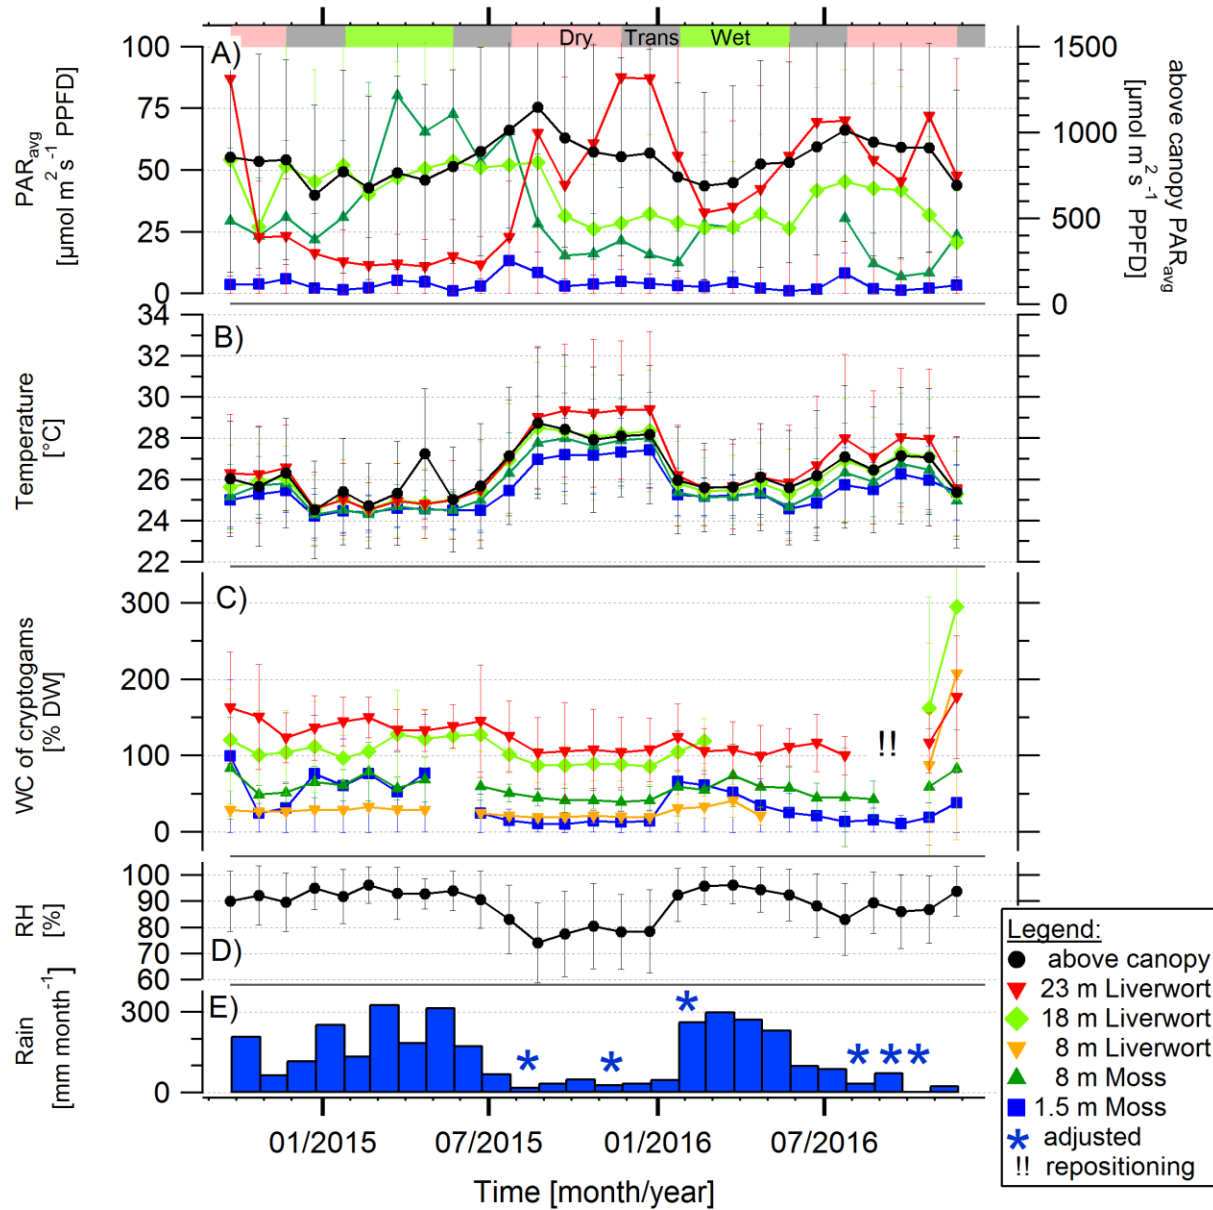 Dry Trans Wet
A)
100
75
50
25
0
PARavg
[µmol m² s⁻¹ PPFD]
1500
1000
500
0
above canopy PARavg
[µmol m² s⁻¹ PPFD]
B)
34
32
30
28
26
24
22
Temperature
[°C]
C)
300
200
100
0
WC of cryptogams
[% DW]
!!
D)
100
90
80
70
60
RH
[%]
E)
300
0
Rain
[mm month⁻¹]
* * * * * *
01/2015 07/2015 01/2016 07/2016
Time [month/year]
Legend:
above canopy
23 m Liverwort
18 m Liverwort
8 m Liverwort
8 m Moss
1.5 m Moss
* adjusted
!! repositioning